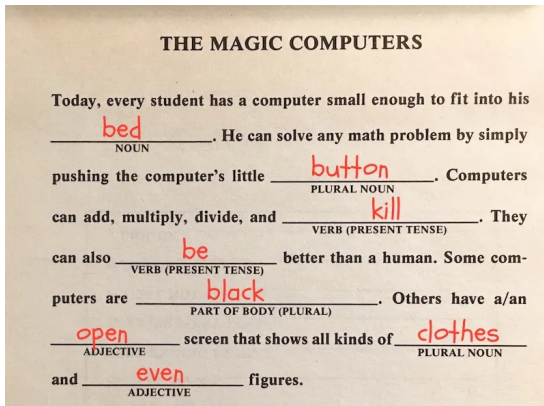 THE MAGIC COMPUTERS
Today, every student has a computer small enough to fit into his
bed. He can solve any math problem by simply
NOUN
pushing the computer's little button. Computers
PLURAL NOUN
can add, multiply, divide, and kill. They
VERB (PRESENT TENSE)
can also be better than a human. Some com-
VERB (PRESENT TENSE)
puters are black. Others have a/an
PART OF BODY (PLURAL)
open screen that shows all kinds of clothes
ADJECTIVE PLURAL NOUN
and even figures.
ADJECTIVE